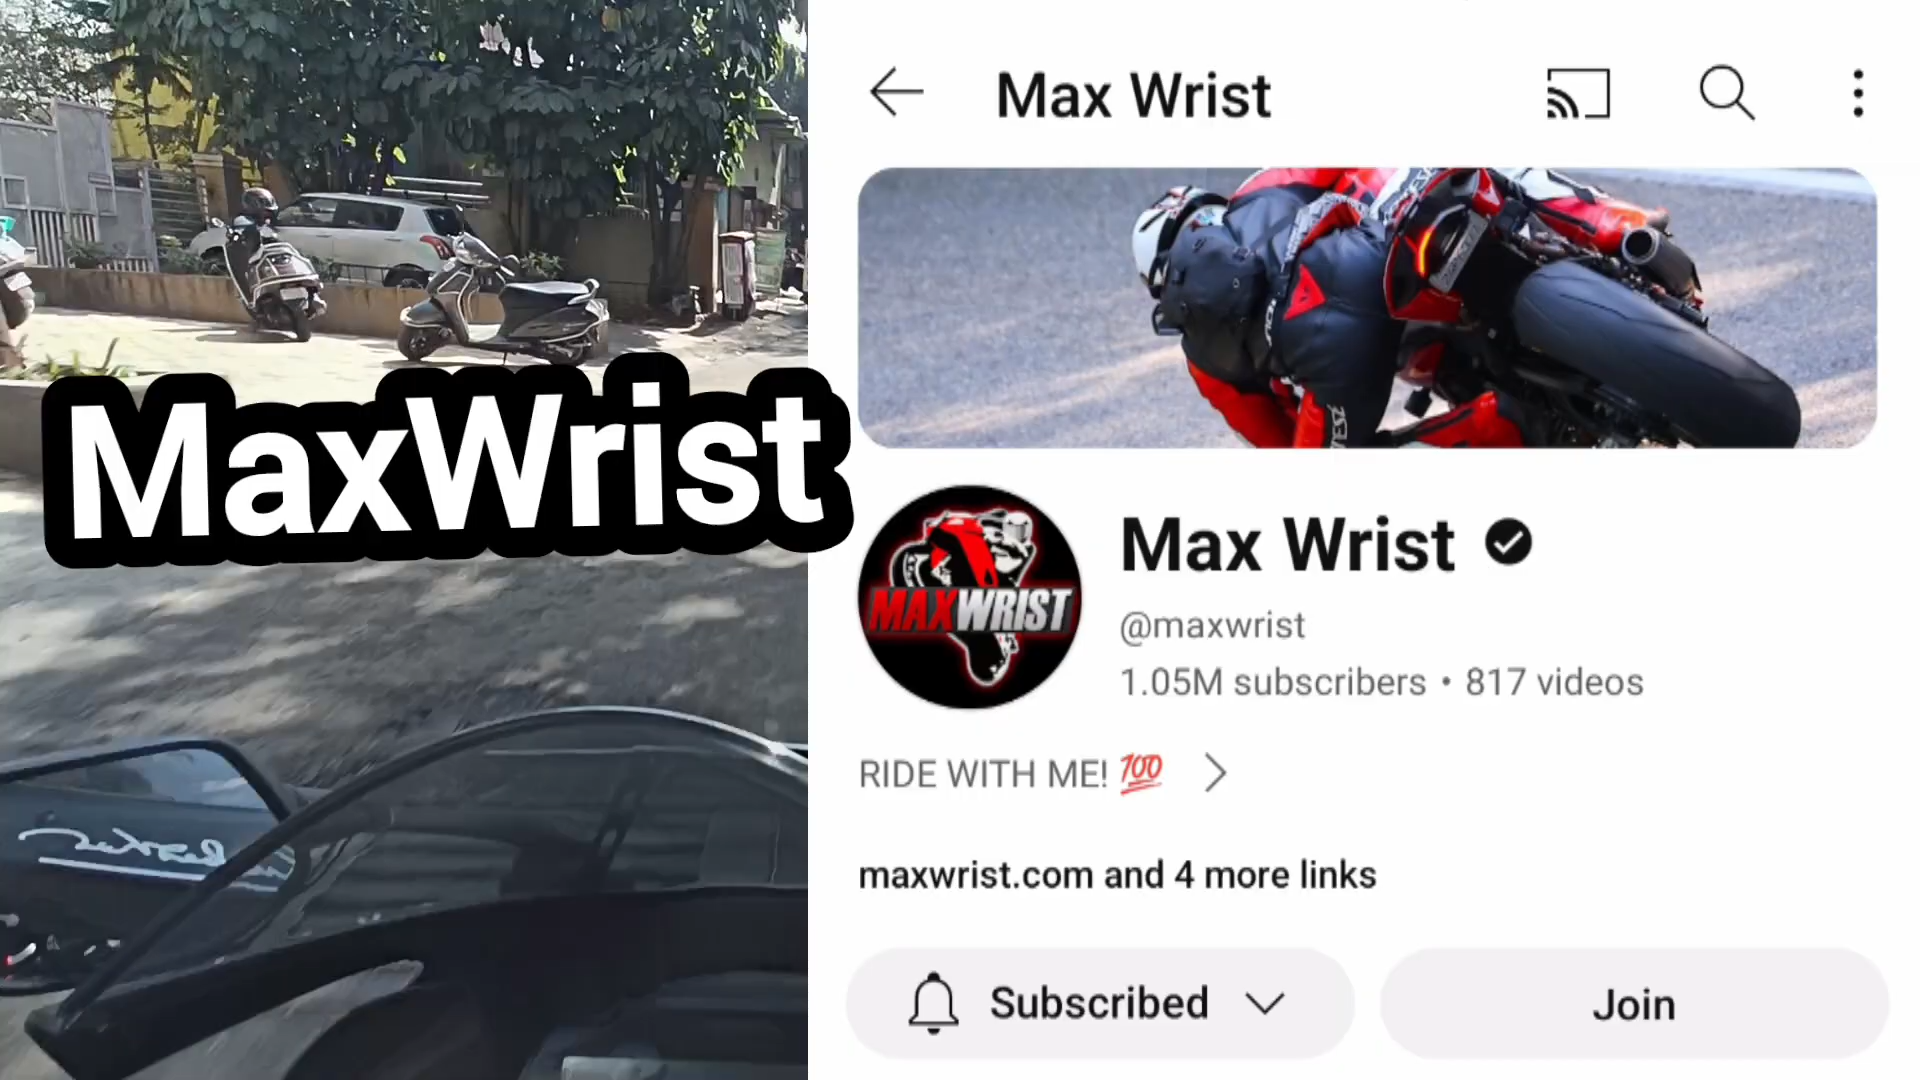 MaxWrist
Max Wrist
MAXWRIST
Max Wrist
@maxwrist
1.05M subscribers • 817 videos
RIDE WITH ME! 💯
maxwrist.com and 4 more links
Subscribed
Join